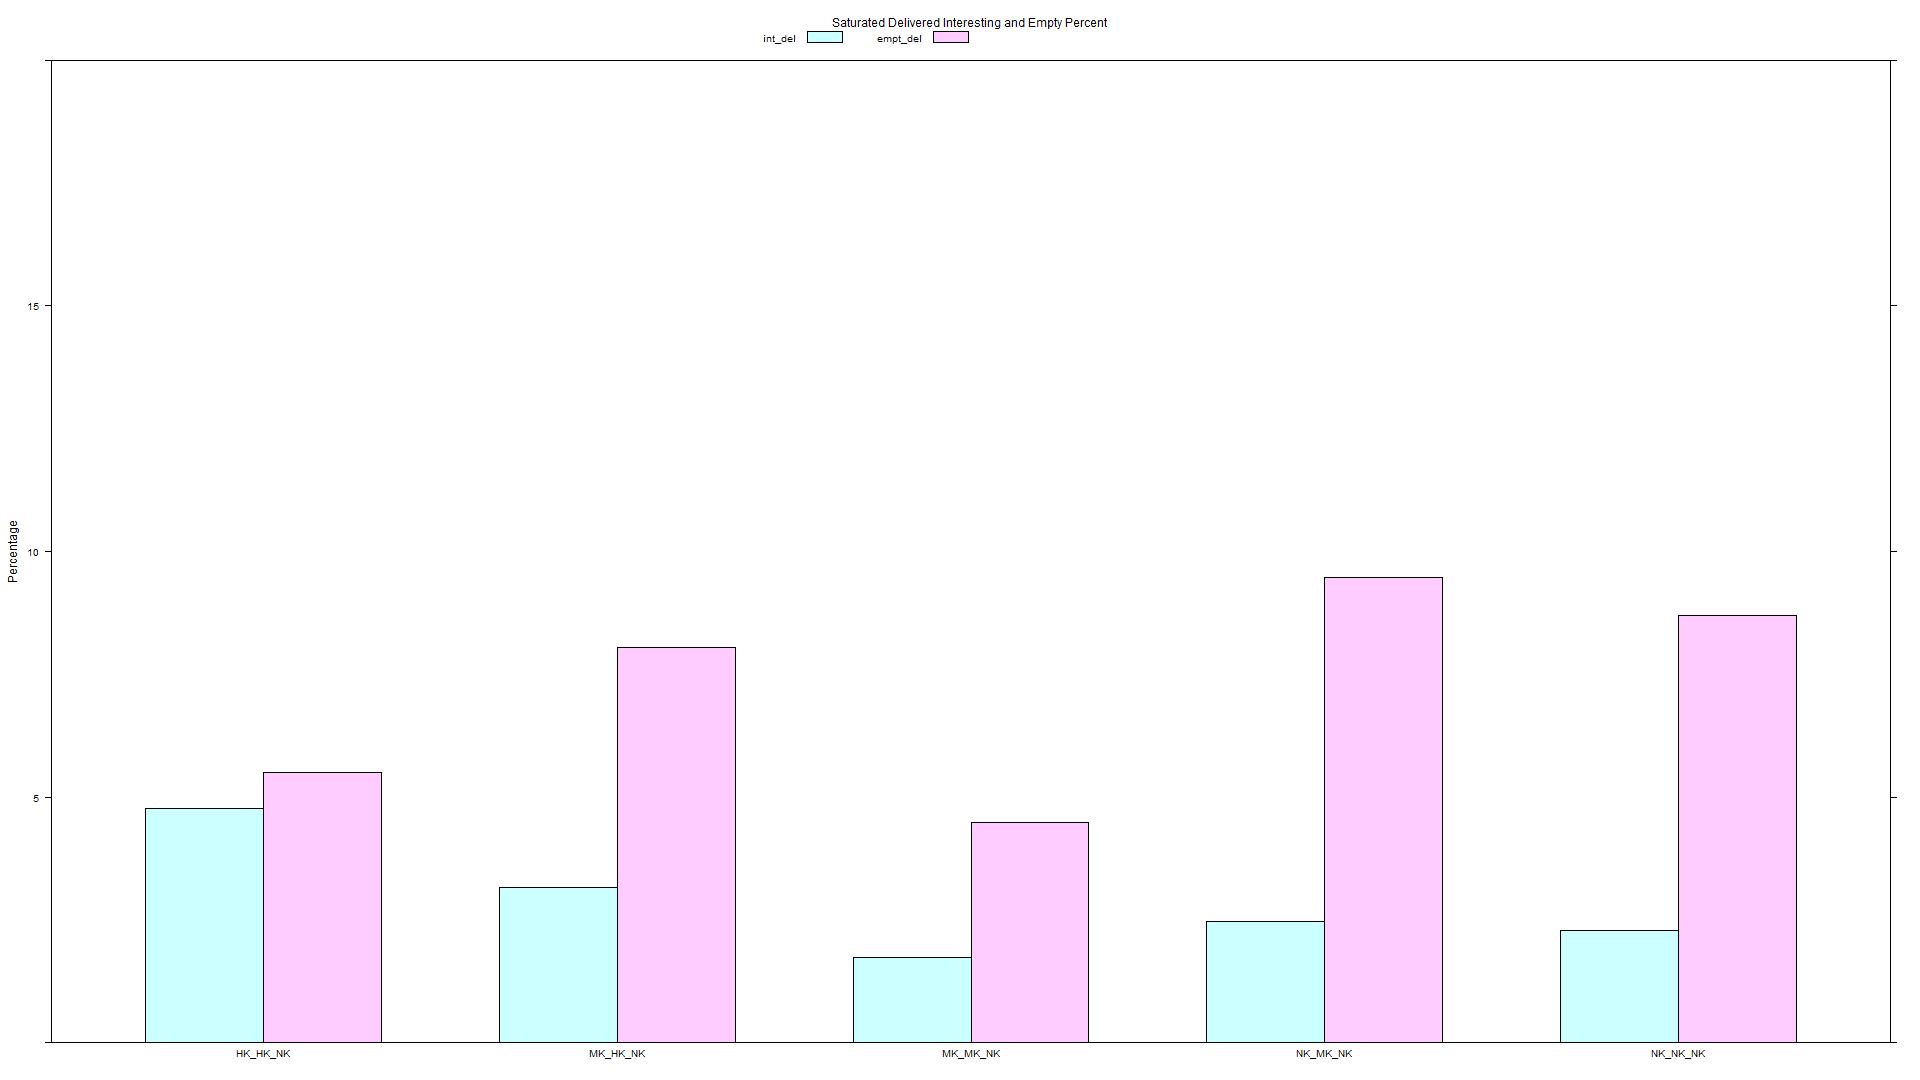 Saturated Delivered Interesting and Empty Percent
int_del empt_del
15
10
5
Percentage
HK_HK_NK MK_HK_NK MK_MK_NK NK_MK_NK NK_NK_NK